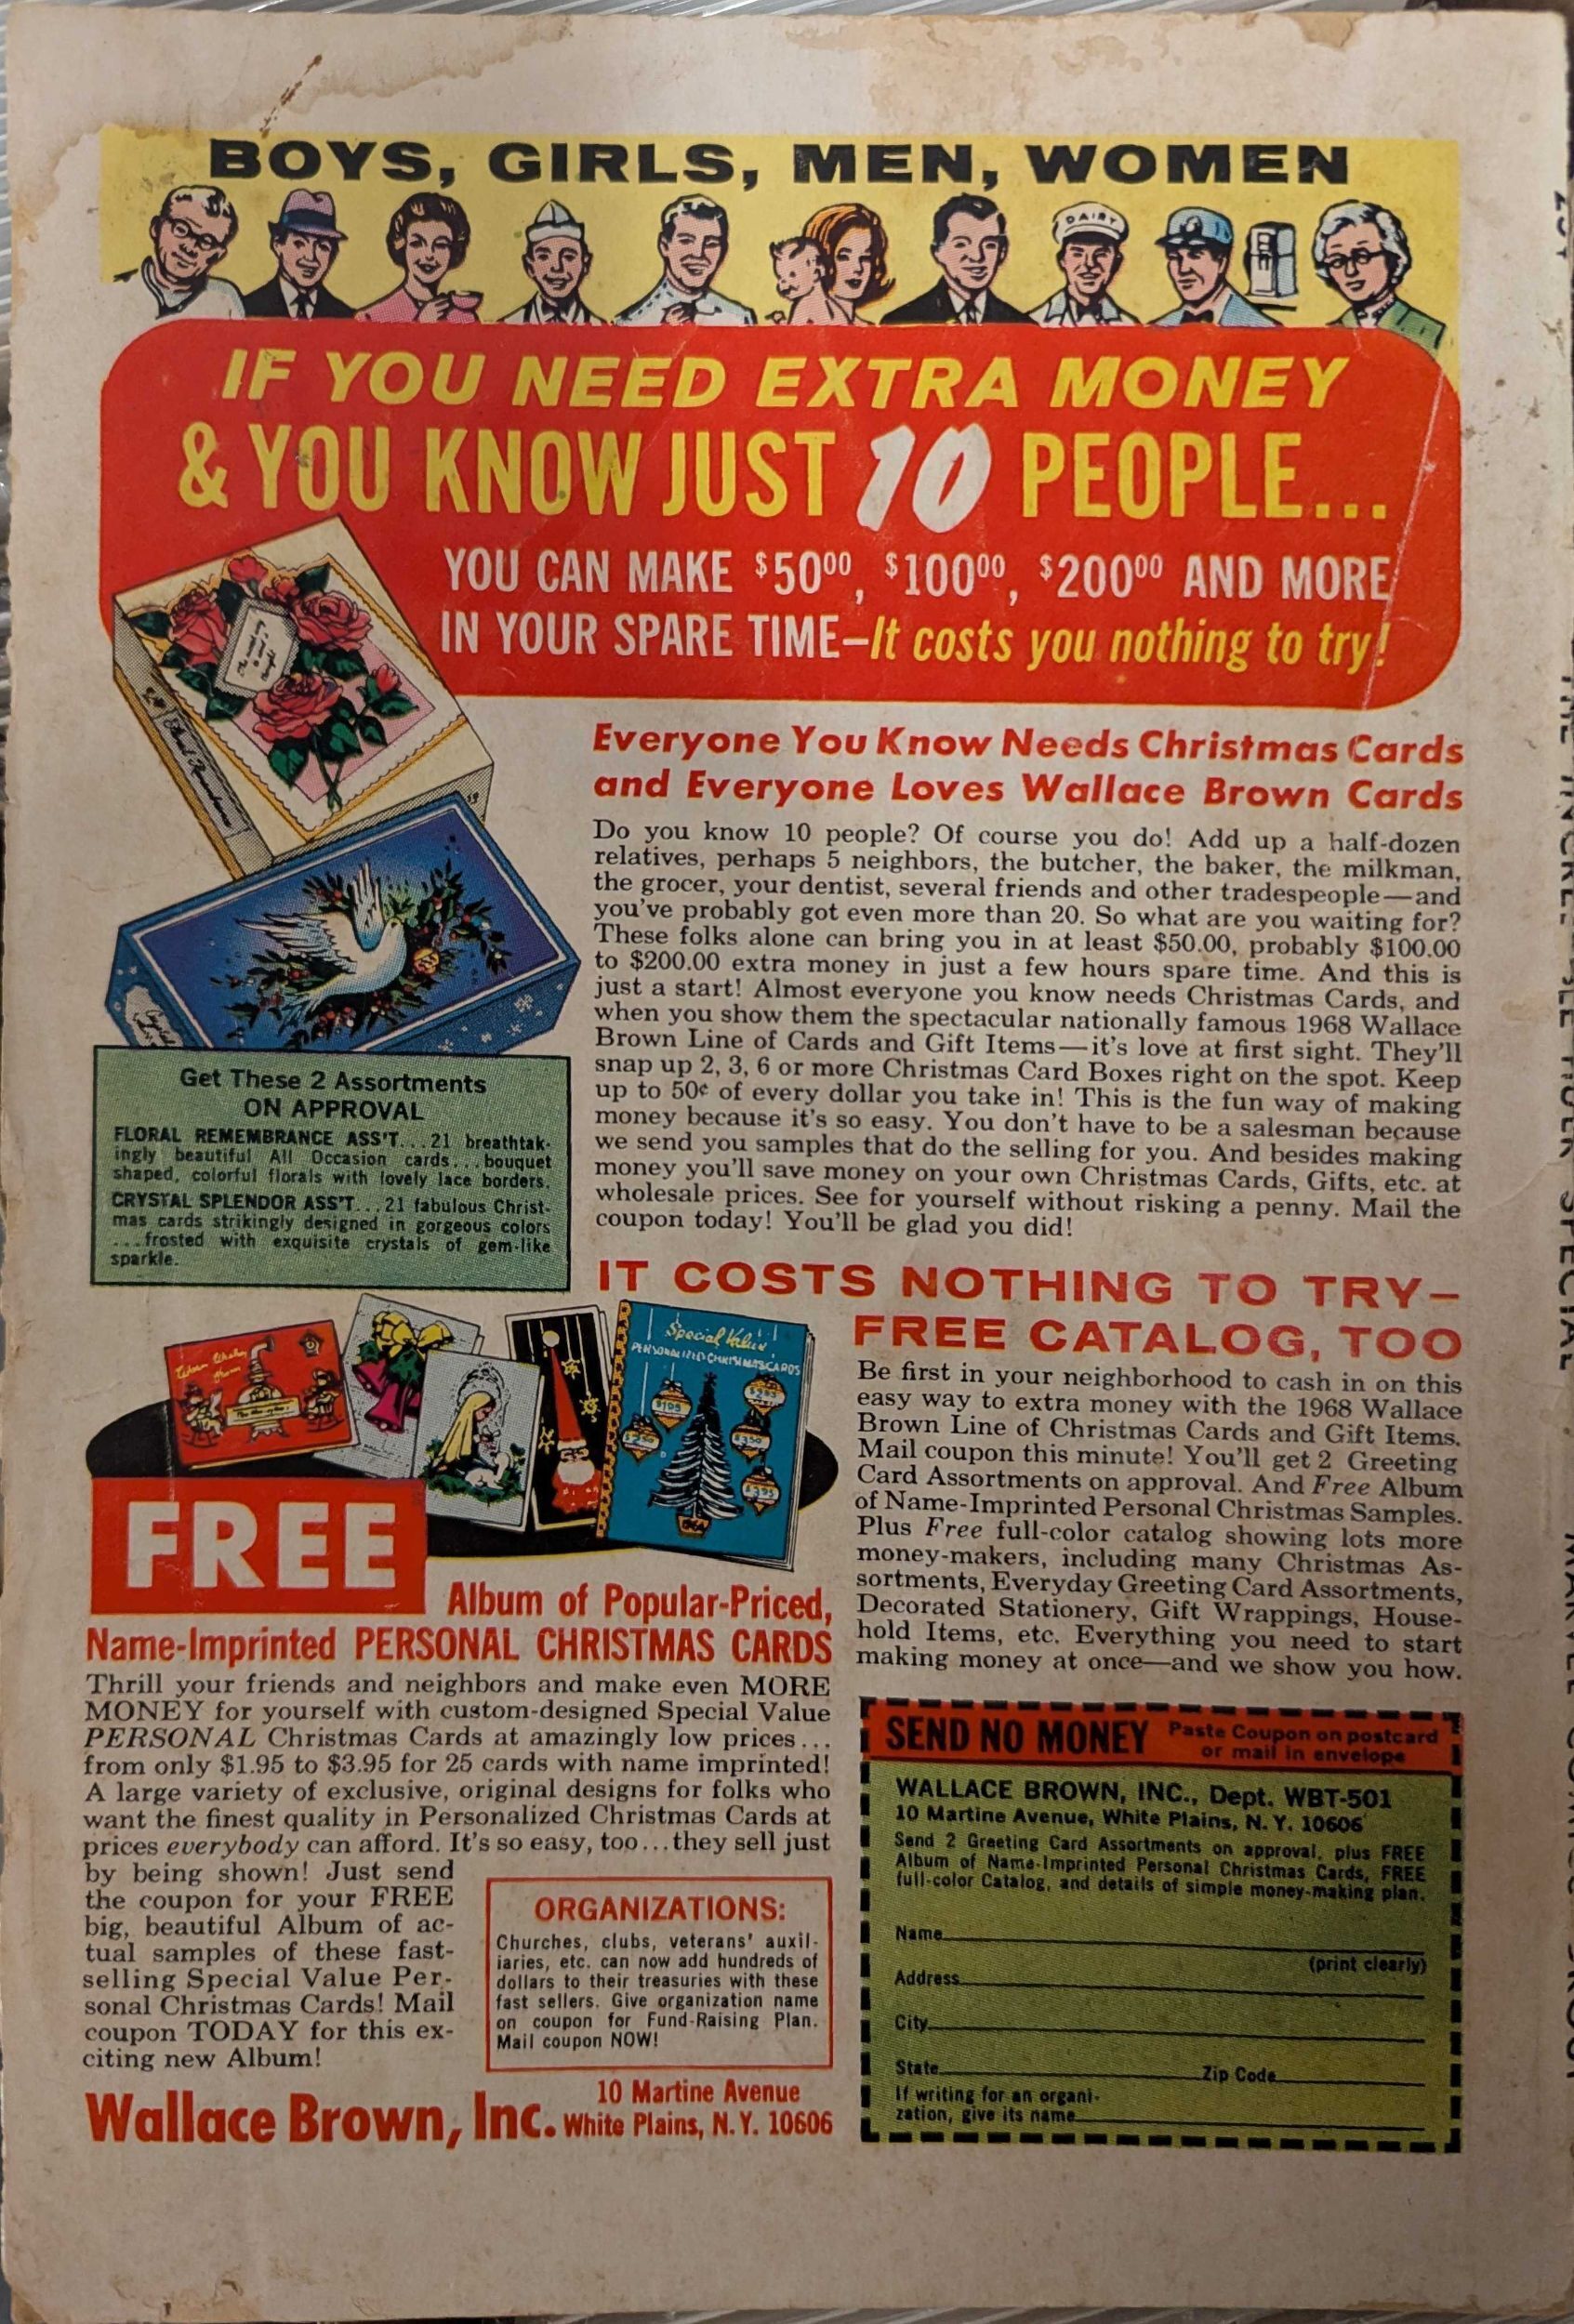 BOYS, GIRLS, MEN, WOMEN
DAIRY
IF YOU NEED EXTRA MONEY
& YOU KNOW JUST 10 PEOPLE...
YOU CAN MAKE $5000, $10000, $20000 AND MORE
IN YOUR SPARE TIME–It costs you nothing to try!
Everyone You Know Needs Christmas Cards
and Everyone Loves Wallace Brown Cards
Do you know 10 people? Of course you do! Add up a half-dozen
relatives, perhaps 5 neighbors, the butcher, the baker, the milkman,
the grocer, your dentist, several friends and other tradespeople—and
you've probably got even more than 20. So what are you waiting for?
These folks alone can bring you in at least $50.00, probably $100.00
to $200.00 extra money in just a few hours spare time. And this is
just a start! Almost everyone you know needs Christmas Cards, and
when you show them the spectacular nationally famous 1968 Wallace
Brown Line of Cards and Gift Items—it's love at first sight. They'll
snap up 2, 3, 6 or more Christmas Card Boxes right on the spot. Keep
up to 50¢ of every dollar you take in! This is the fun way of making
money because it's so easy. You don't have to be a salesman because
we send you samples that do the selling for you. And besides making
money you'll save money on your own Christmas Cards, Gifts, etc. at
wholesale prices. See for yourself without risking a penny. Mail the
coupon today! You'll be glad you did!
Get These 2 Assortments
ON APPROVAL
FLORAL REMEMBRANCE ASS'T...21 breathtak-
ingly beautiful All Occasion cards...bouquet
shaped, colorful florals with lovely lace borders.
CRYSTAL SPLENDOR ASS'T...21 fabulous Christ-
mas cards strikingly designed in gorgeous colors
...frosted with exquisite crystals of gem-like
sparkle.
IT COSTS NOTHING TO TRY–
FREE CATALOG, TOO
Be first in your neighborhood to cash in on this
easy way to extra money with the 1968 Wallace
Brown Line of Christmas Cards and Gift Items.
Mail coupon this minute! You'll get 2 Greeting
Card Assortments on approval. And Free Album
of Name-Imprinted Personal Christmas Samples.
Plus Free full-color catalog showing lots more
money-makers, including many Christmas As-
sortments, Everyday Greeting Card Assortments,
Decorated Stationery, Gift Wrappings, House-
hold Items, etc. Everything you need to start
making money at once—and we show you how.
Special Value
PERSONALIZED CHRISTMAS CARDS
$195
$295
$350
$395
FREE
Album of Popular-Priced,
Name-Imprinted PERSONAL CHRISTMAS CARDS
Thrill your friends and neighbors and make even MORE
MONEY for yourself with custom-designed Special Value
PERSONAL Christmas Cards at amazingly low prices...
from only $1.95 to $3.95 for 25 cards with name imprinted!
A large variety of exclusive, original designs for folks who
want the finest quality in Personalized Christmas Cards at
prices everybody can afford. It's so easy, too...they sell just
by being shown! Just send
the coupon for your FREE
big, beautiful Album of ac-
tual samples of these fast-
selling Special Value Per-
sonal Christmas Cards! Mail
coupon TODAY for this ex-
citing new Album!
ORGANIZATIONS:
Churches, clubs, veterans' auxil-
iaries, etc. can now add hundreds of
dollars to their treasuries with these
fast sellers. Give organization name
on coupon for Fund-Raising Plan.
Mail coupon NOW!
Wallace Brown, Inc.
10 Martine Avenue
White Plains, N.Y. 10606
SEND NO MONEY
Paste Coupon on postcard
or mail in envelope
WALLACE BROWN, INC., Dept. WBT-501
10 Martine Avenue, White Plains, N. Y. 10606
Send 2 Greeting Card Assortments on approval, plus FREE
Album of Name-Imprinted Personal Christmas Cards, FREE
full-color Catalog, and details of simple money-making plan.
Name
(print clearly)
Address
City
State Zip Code
If writing for an organi-
zation, give its name